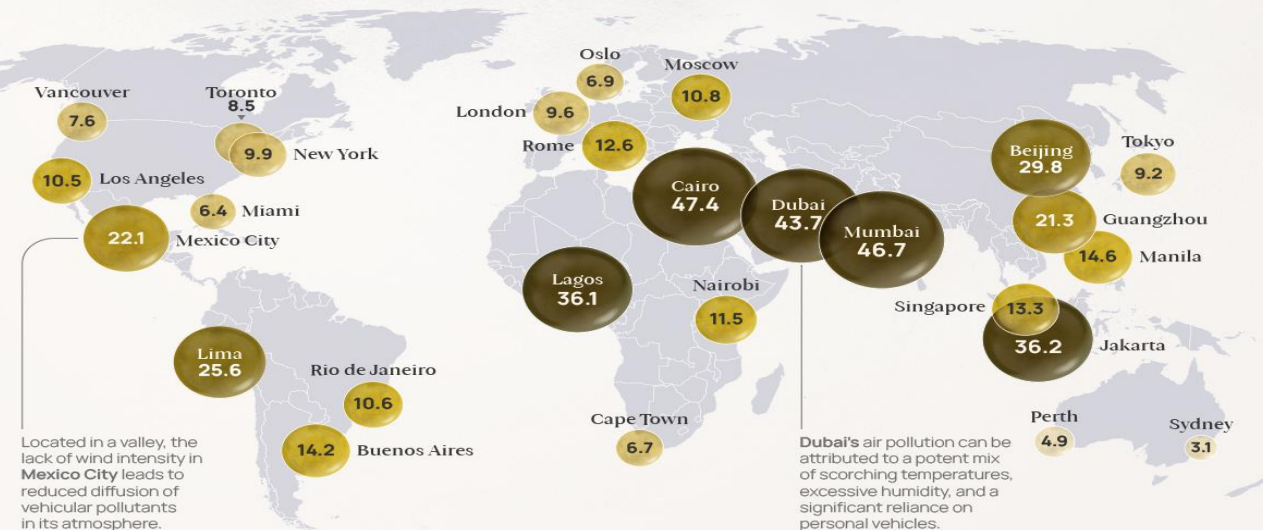 Oslo
6.9
Moscow
10.8
Vancouver
7.6
Toronto
8.5
London
9.6
9.9
New York
Rome
12.6
Beijing
29.8
Tokyo
9.2
10.5
Los Angeles
Cairo
47.4
Dubai
43.7
Mumbai
46.7
6.4
Miami
21.3
Guangzhou
22.1
Mexico City
14.6
Manila
Lagos
36.1
Nairobi
11.5
Singapore
13.3
36.2
Jakarta
Lima
25.6
Rio de Janeiro
10.6
Cape Town
6.7
Perth
4.9
Sydney
3.1
14.2
Buenos Aires
Located in a valley, the
lack of wind intensity in
Mexico City leads to
reduced diffusion of
vehicular pollutants
in its atmosphere.
Dubai's air pollution can be
attributed to a potent mix
of scorching temperatures,
excessive humidity, and a
significant reliance on
personal vehicles.